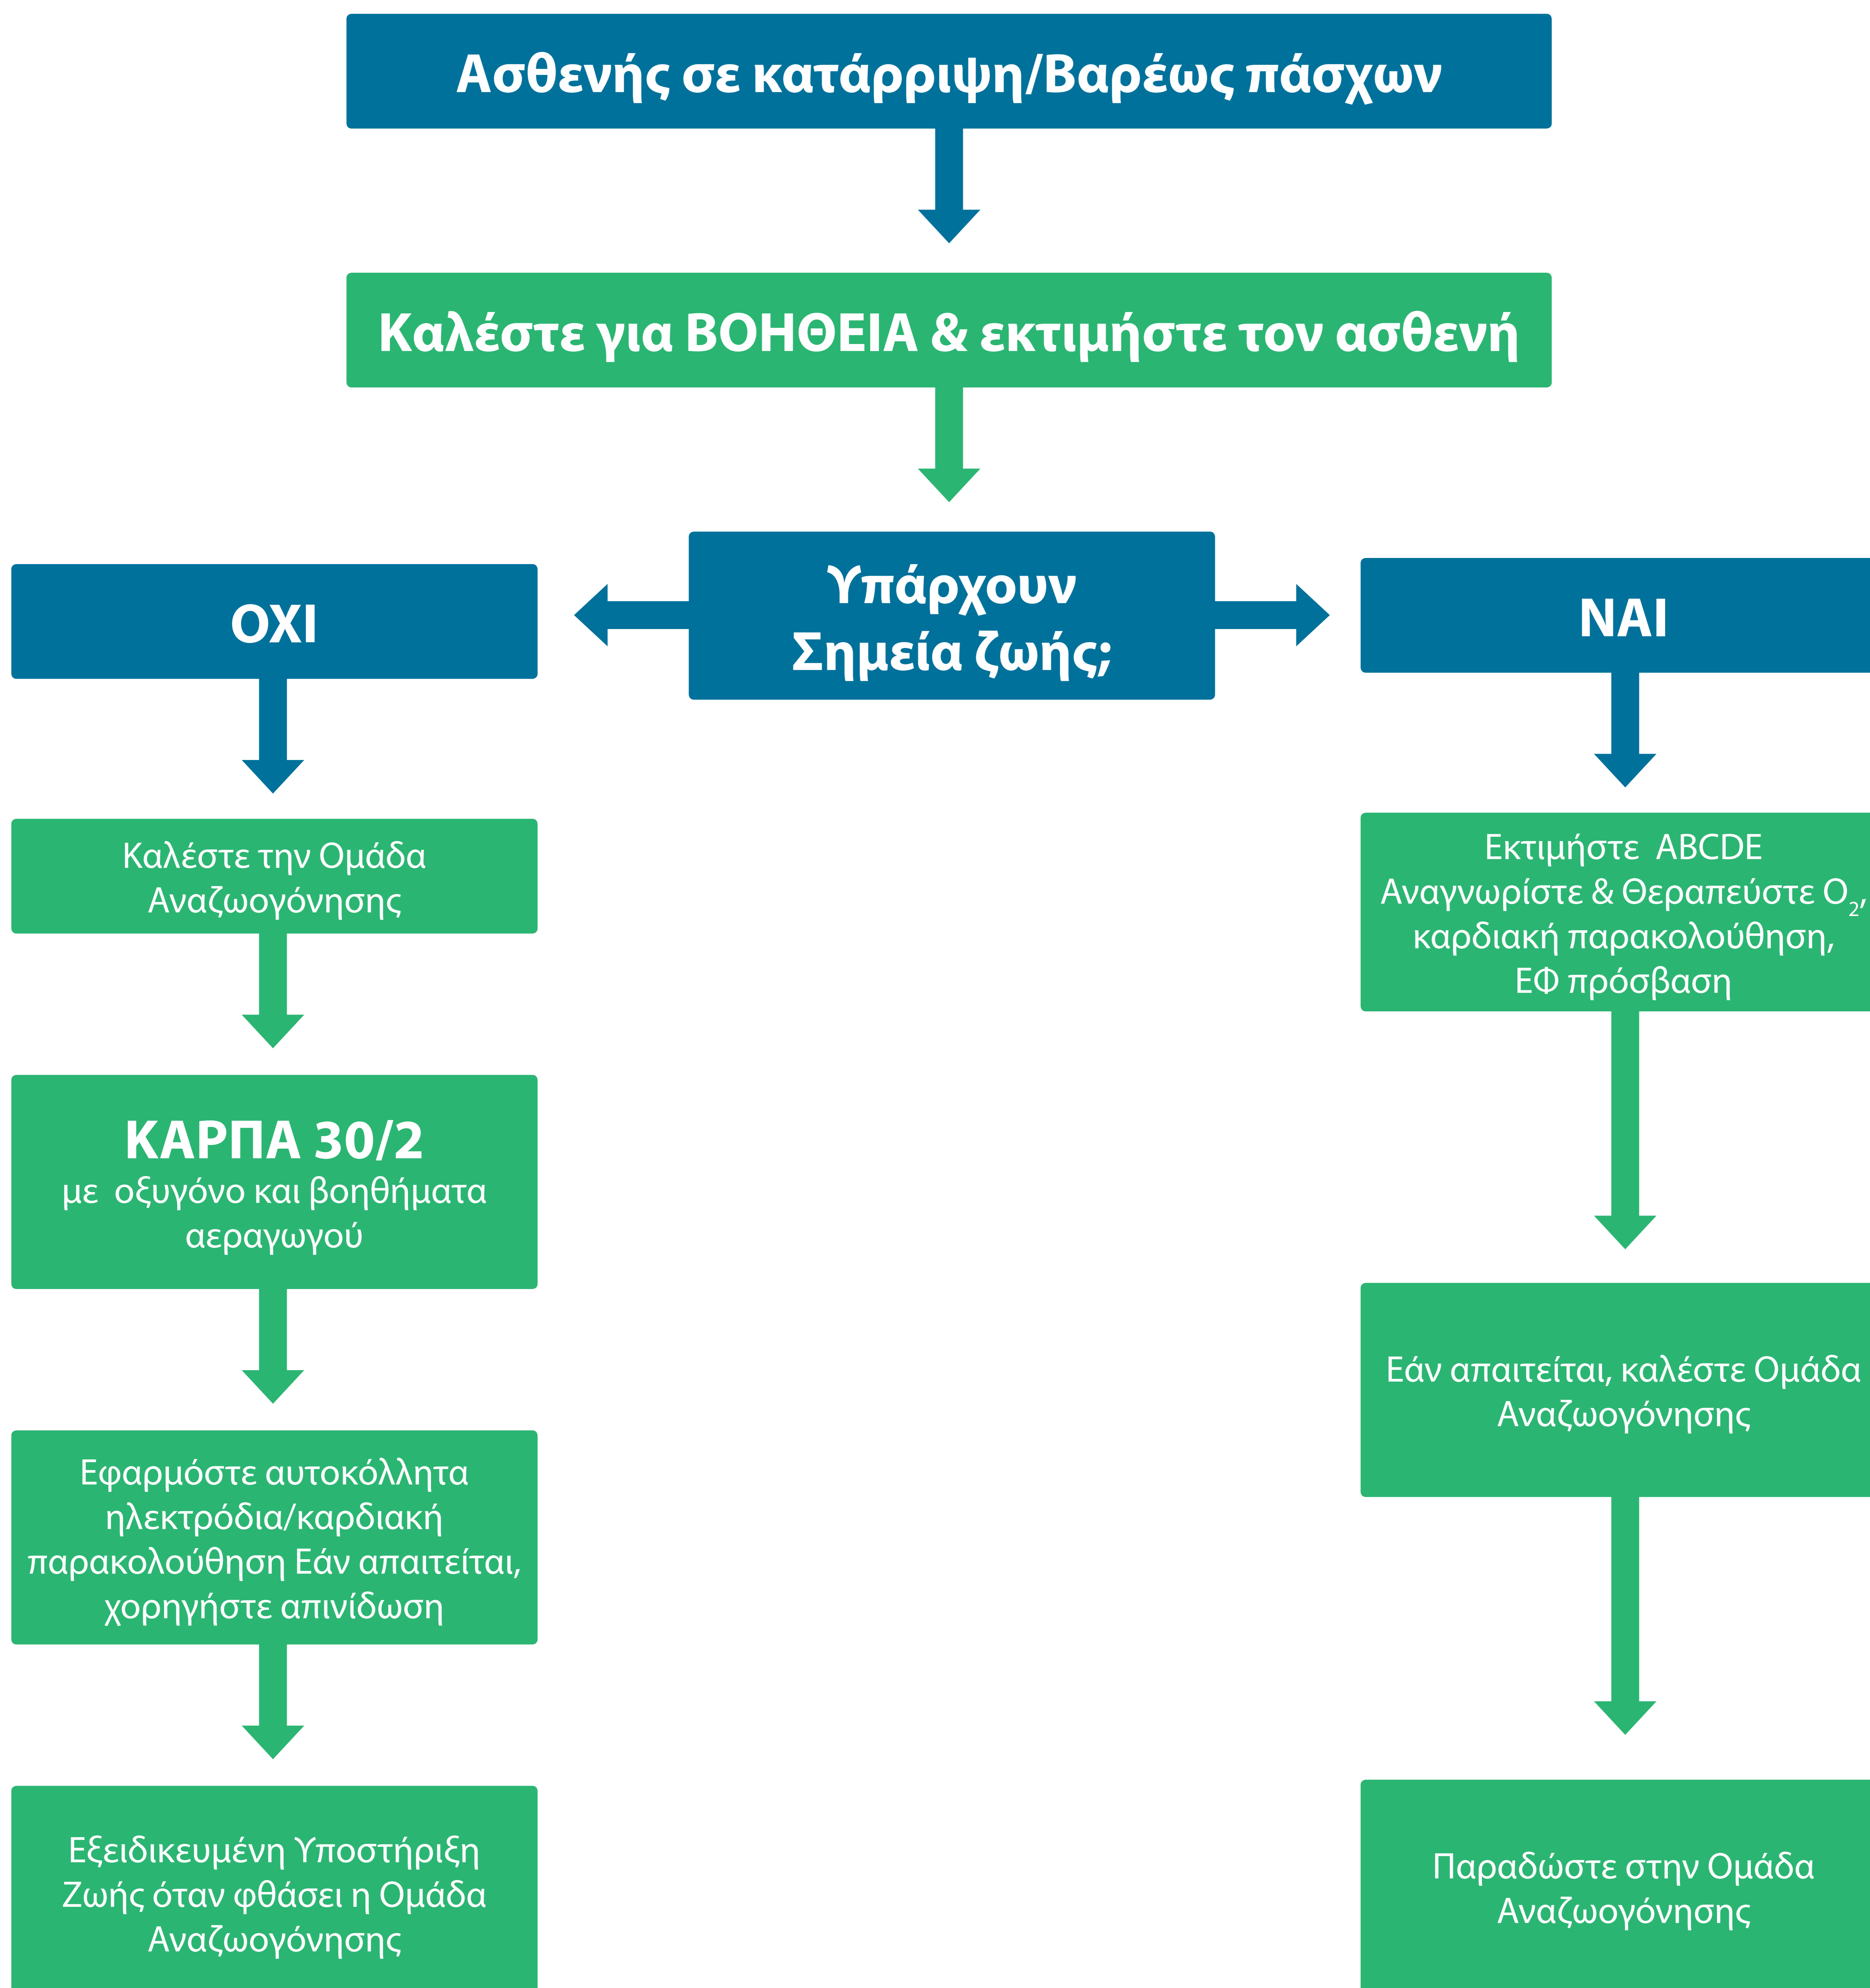 Ασθενής σε κατάρριψη/Βαρέως πάσχων
Καλέστε για ΒΟΗΘΕΙΑ & εκτιμήστε τον ασθενή
Υπάρχουν
Σημεία ζωής;
ΟΧΙ
ΝΑΙ
Καλέστε την Ομάδα
Αναζωογόνησης
ΚΑΡΠΑ 30/2
με οξυγόνο και βοηθήματα
αεραγωγού
Εφαρμόστε αυτοκόλλητα
ηλεκτρόδια/καρδιακή
παρακολούθηση Εάν απαιτείται,
χορηγήστε απινίδωση
Εξειδικευμένη Υποστήριξη
Ζωής όταν φθάσει η Ομάδα
Αναζωογόνησης
Εκτιμήστε ABCDE
Αναγνωρίστε & Θεραπεύστε O₂,
καρδιακή παρακολούθηση,
ΕΦ πρόσβαση
Εάν απαιτείται, καλέστε Ομάδα
Αναζωογόνησης
Παραδώστε στην Ομάδα
Αναζωογόνησης